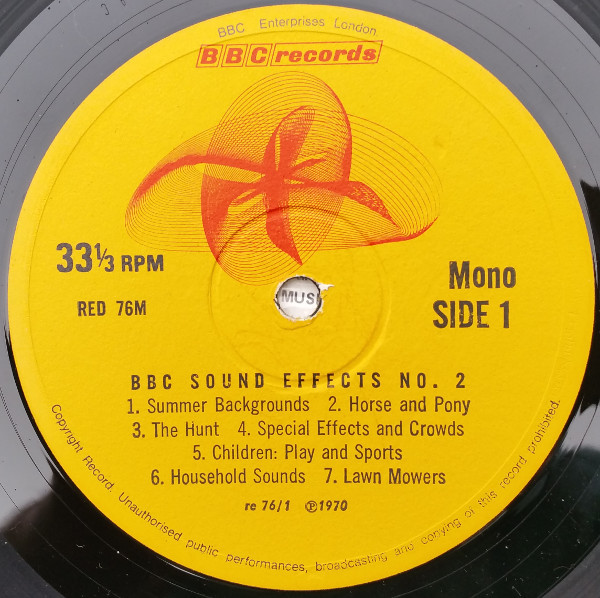 BBC Enterprises London.
BBC records
33⅓ RPM
RED 76M
Mono
SIDE 1
MUS
BBC SOUND EFFECTS NO. 2
1. Summer Backgrounds 2. Horse and Pony
3. The Hunt 4. Special Effects and Crowds
5. Children: Play and Sports
6. Household Sounds 7. Lawn Mowers
re 76/1 ℗1970
Copyright Record. Unauthorised public performances, broadcasting and copying of this record prohibited.